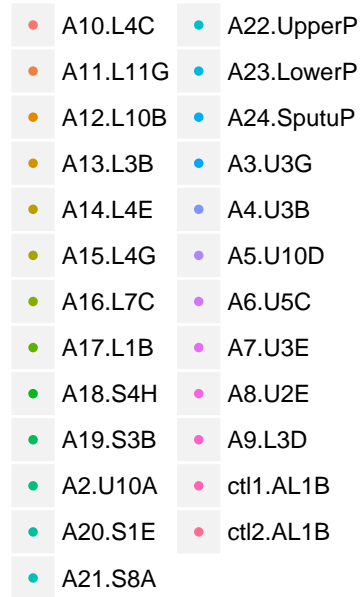 A10.L4C
A11.L11G
A12.L10B
A13.L3B
A14.L4E
A15.L4G
A16.L7C
A17.L1B
A18.S4H
A19.S3B
A2.U10A
A20.S1E
A21.S8A
A22.UpperP
A23.LowerP
A24.SputuP
A3.U3G
A4.U3B
A5.U10D
A6.U5C
A7.U3E
A8.U2E
A9.L3D
ctl1.AL1B
ctl2.AL1B